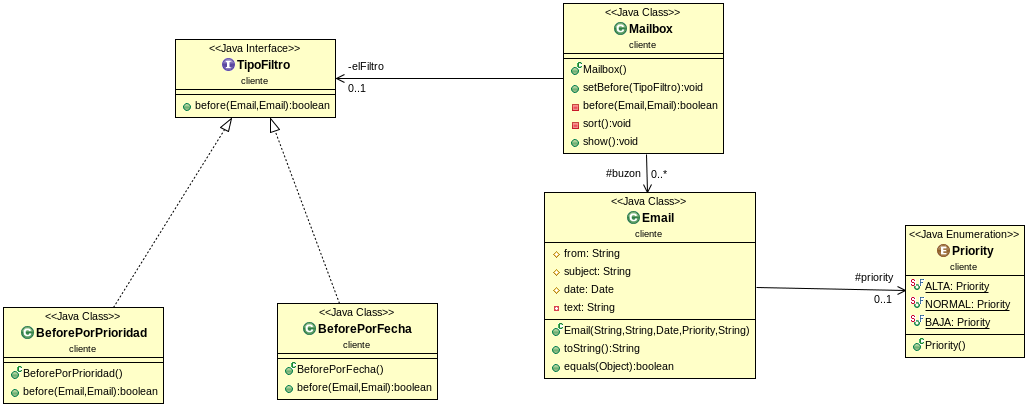 <<Java Interface>>
TipoFiltro
cliente
before(Email,Email):boolean
-elFiltro
0..1
<<Java Class>>
Mailbox
cliente
Mailbox()
setBefore(TipoFiltro):void
before(Email,Email):boolean
sort():void
show():void
#buzon
0..*
<<Java Class>>
Email
cliente
from: String
subject: String
date: Date
text: String
Email(String,String,Date,Priority,String)
toString():String
equals(Object):boolean
#priority
0..1
<<Java Enumeration>>
Priority
cliente
ALTA: Priority
NORMAL: Priority
BAJA: Priority
Priority()
<<Java Class>>
BeforePorPrioridad
cliente
BeforePorPrioridad()
before(Email,Email):boolean
<<Java Class>>
BeforePorFecha
cliente
BeforePorFecha()
before(Email,Email):boolean